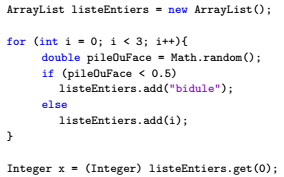 ArrayList listeEntiers = new ArrayList();
for (int i = 0; i < 3; i++){
double pileOuFace = Math.random();
if (pileOuFace < 0.5)
listeEntiers.add("bidule");
else
listeEntiers.add(i);
}
Integer x = (Integer) listeEntiers.get(0);